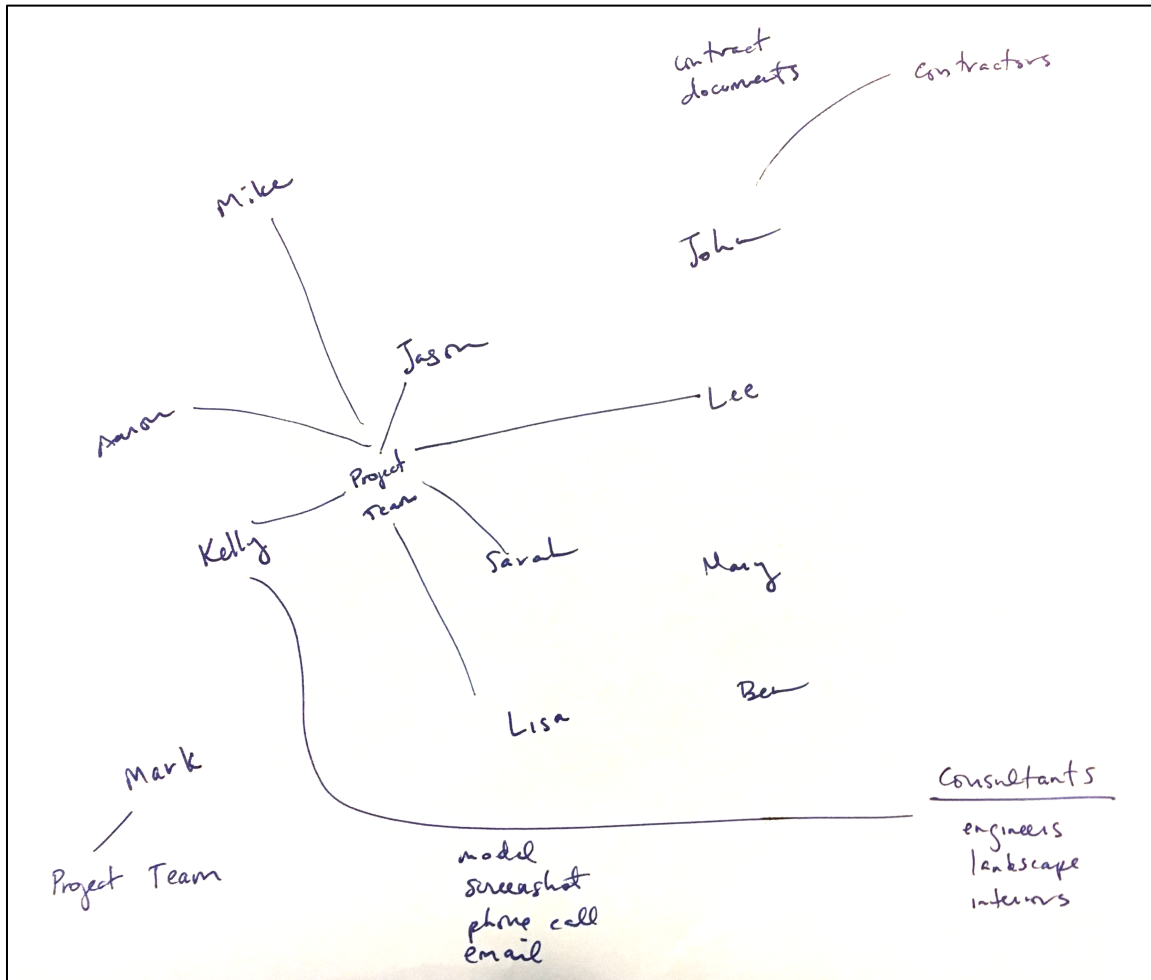 contract
documents
contractors
Mike
John
Jason
Lee
Aaron
Project
Team
Kelly
Sarah
Mary
Ben
Lisa
Mark
Project Team
Consultants
engineers
landscape
interiors
model
screenshot
phone call
email